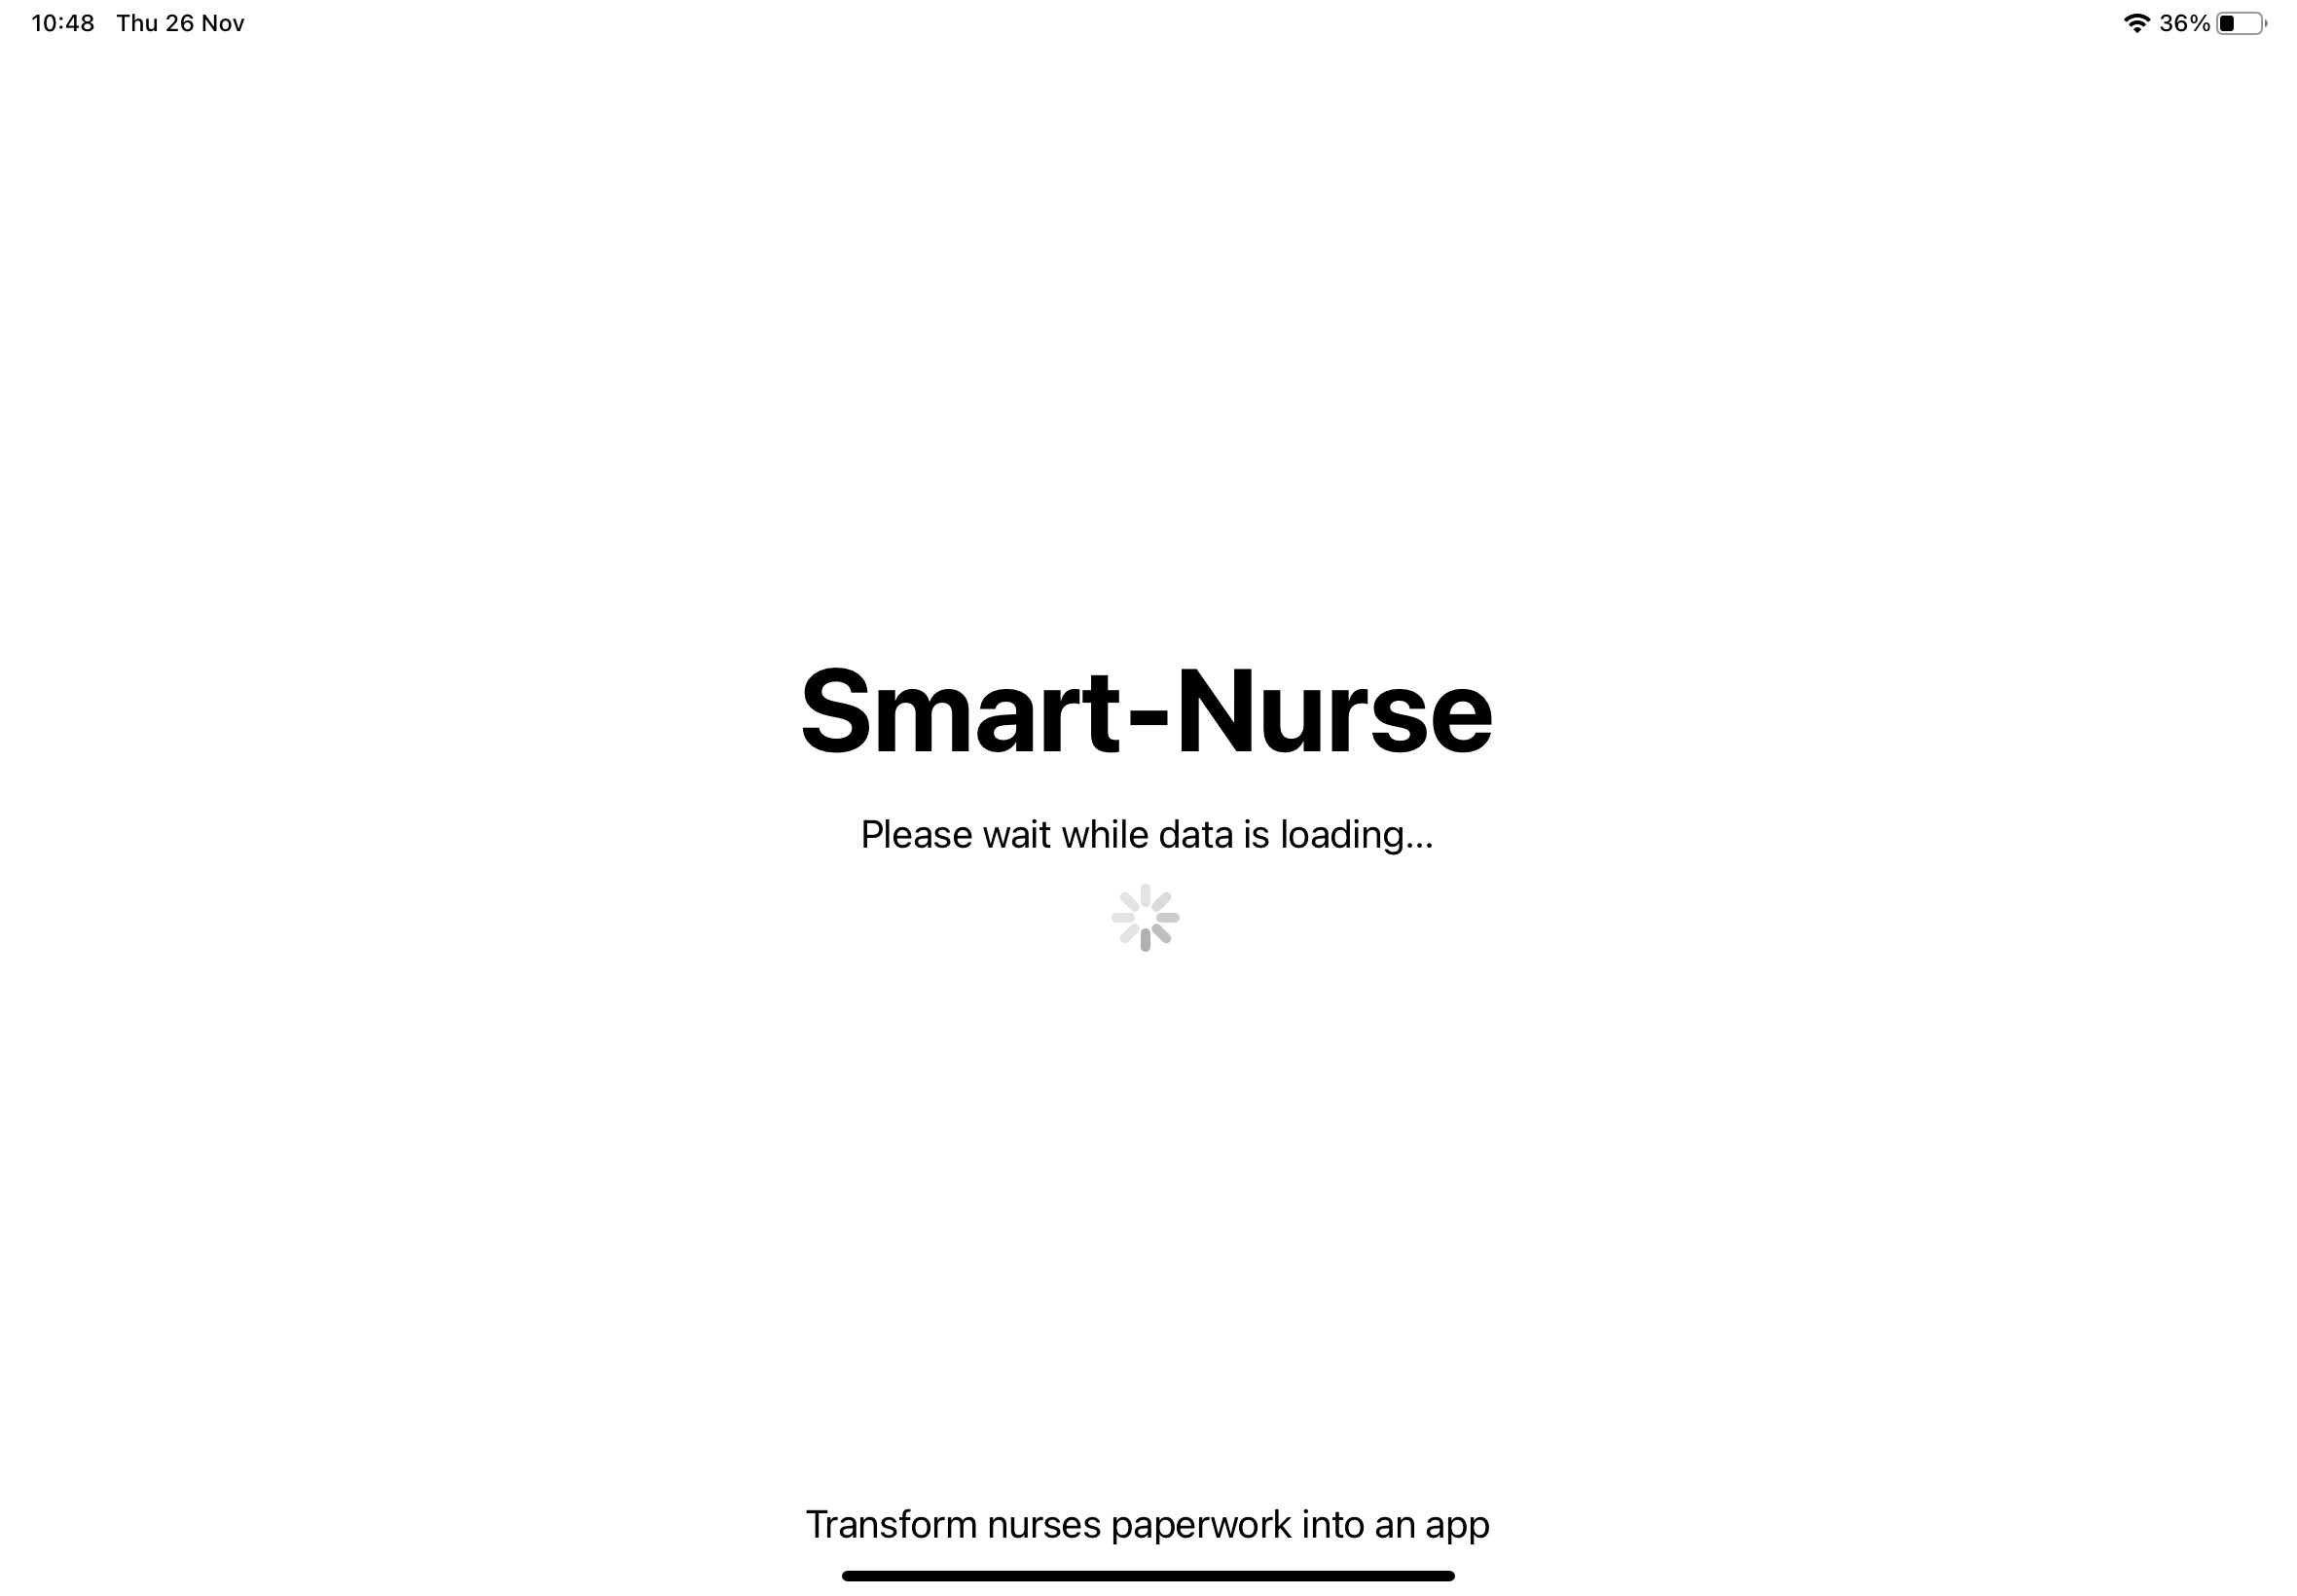 10:48 Thu 26 Nov
36%
Smart-Nurse
Please wait while data is loading...
Transform nurses paperwork into an app